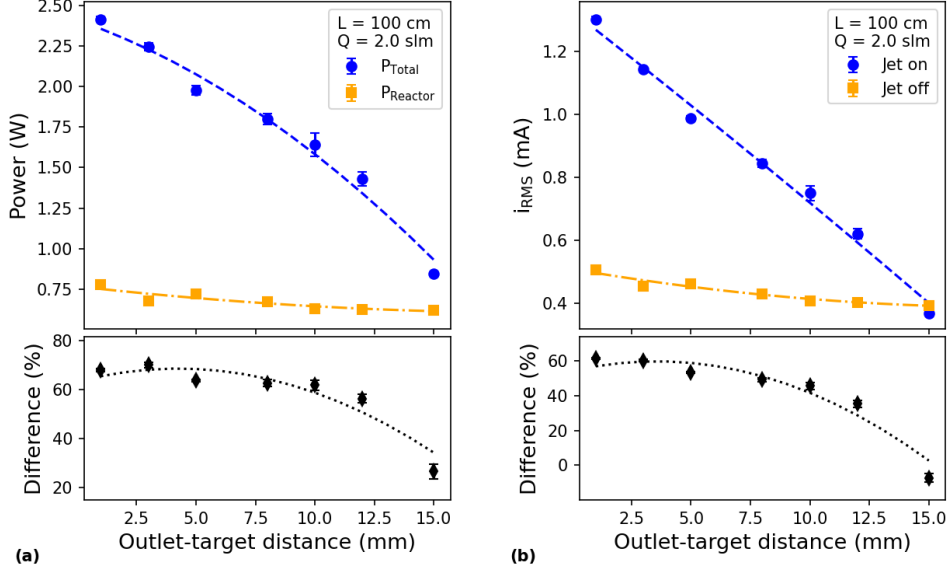 L = 100 cm
Q = 2.0 slm
P_Total
P_Reactor
Power (W)
2.50
2.25
2.00
1.75
1.50
1.25
1.00
0.75
Difference (%)
80
60
40
20
2.5
5.0
7.5
10.0
12.5
15.0
Outlet-target distance (mm)
(a)
L = 100 cm
Q = 2.0 slm
Jet on
Jet off
i_RMS (mA)
1.2
1.0
0.8
0.6
0.4
Difference (%)
60
40
20
0
2.5
5.0
7.5
10.0
12.5
15.0
Outlet-target distance (mm)
(b)